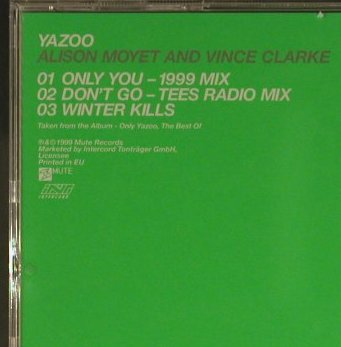 YAZOO
ALISON MOYET AND VINCE CLARKE
01 ONLY YOU – 1999 MIX
02 DON'T GO – TEES RADIO MIX
03 WINTER KILLS
Taken from the Album - Only Yazoo, The Best Of
℗&©1999 Mute Records
Marketed by Intercord Tonträger GmbH,
Licensee
Printed in EU
MUTE
INTERCORD